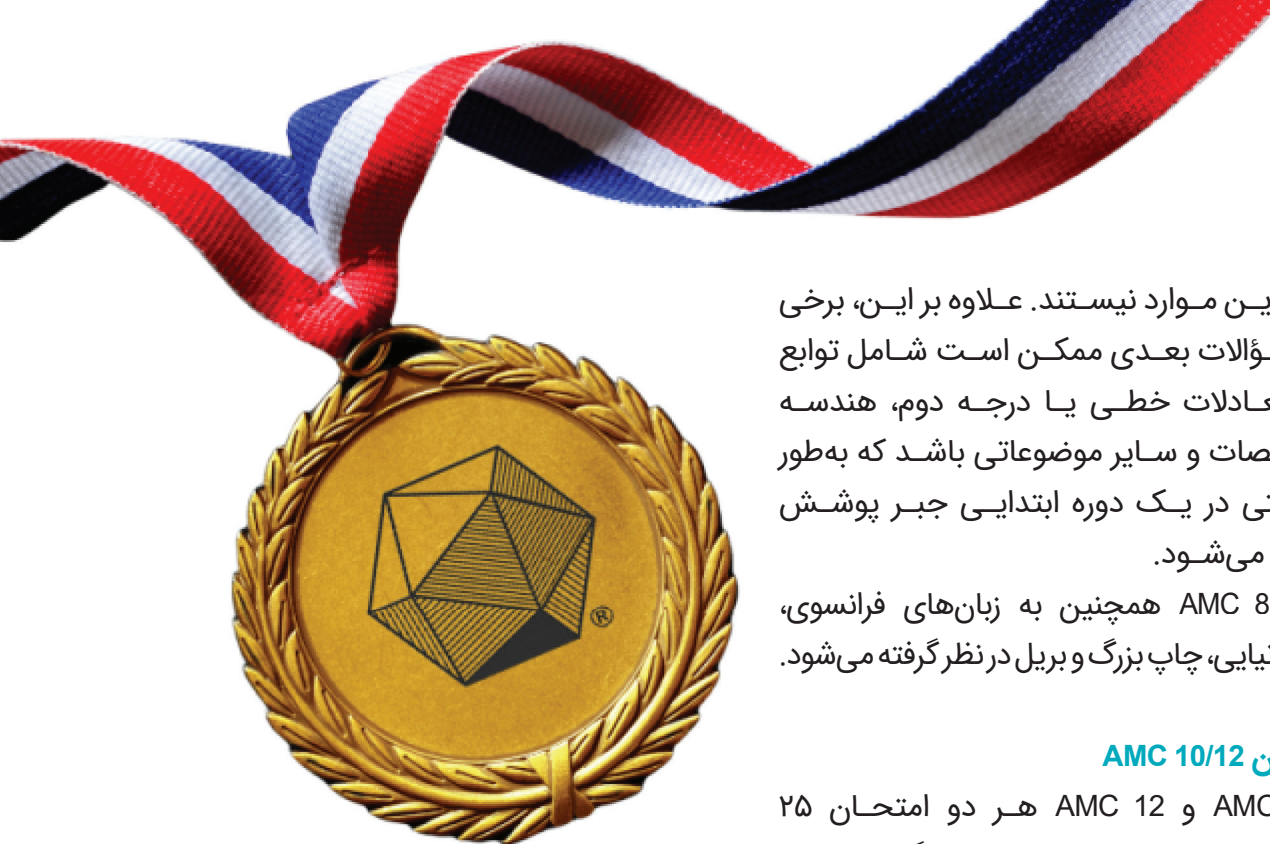 ین موارد نیستند. علاوه بر این، برخی
ؤالات بعدی ممکن است شامل توابع
عادلات خطی یا درجه دوم، هندسه
صات و سایر موضوعاتی باشد که به‌طور
تی در یک دوره ابتدایی جبر پوشش
می‌شود.
AMC 8 همچنین به زبان‌های فرانسوی،
نیایی، چاپ بزرگ و بریل در نظر گرفته می‌شود.
ن AMC 10/12
AMC و AMC 12 هر دو امتحان ۲۵
®